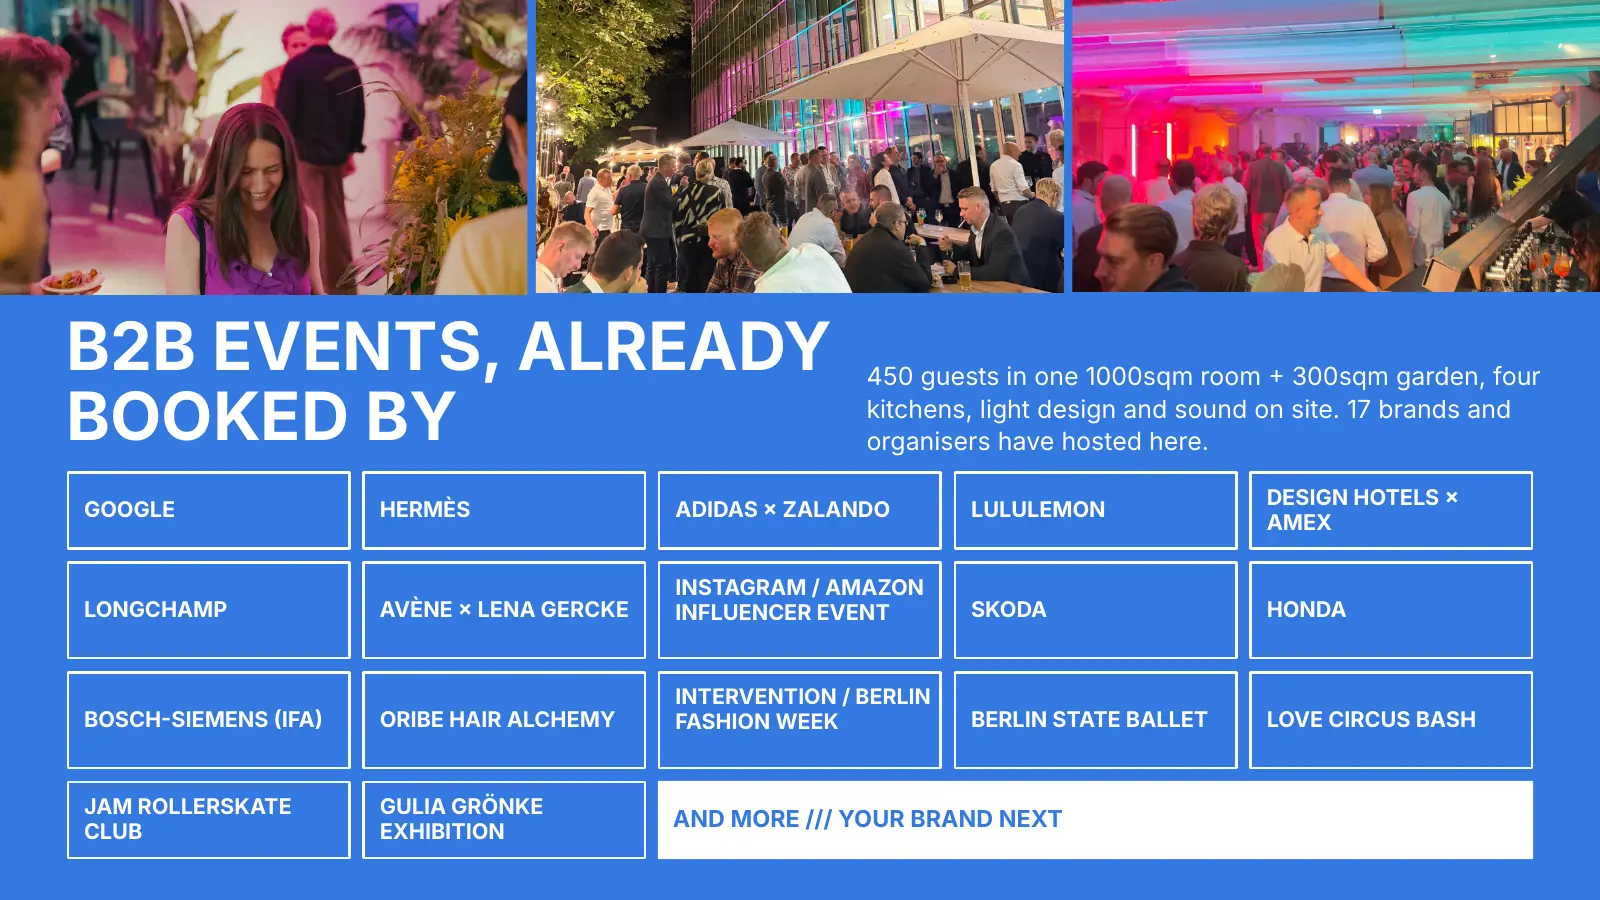 B2B EVENTS, ALREADY
BOOKED BY
450 guests in one 1000sqm room + 300sqm garden, four
kitchens, light design and sound on site. 17 brands and
organisers have hosted here.
GOOGLE
HERMÈS
ADIDAS × ZALANDO
LULULEMON
DESIGN HOTELS ×
AMEX
LONGCHAMP
AVÈNE × LENA GERCKE
INSTAGRAM / AMAZON
INFLUENCER EVENT
SKODA
HONDA
BOSCH-SIEMENS (IFA)
ORIBE HAIR ALCHEMY
INTERVENTION / BERLIN
FASHION WEEK
BERLIN STATE BALLET
LOVE CIRCUS BASH
JAM ROLLERSKATE
CLUB
GULIA GRÖNKE
EXHIBITION
AND MORE /// YOUR BRAND NEXT